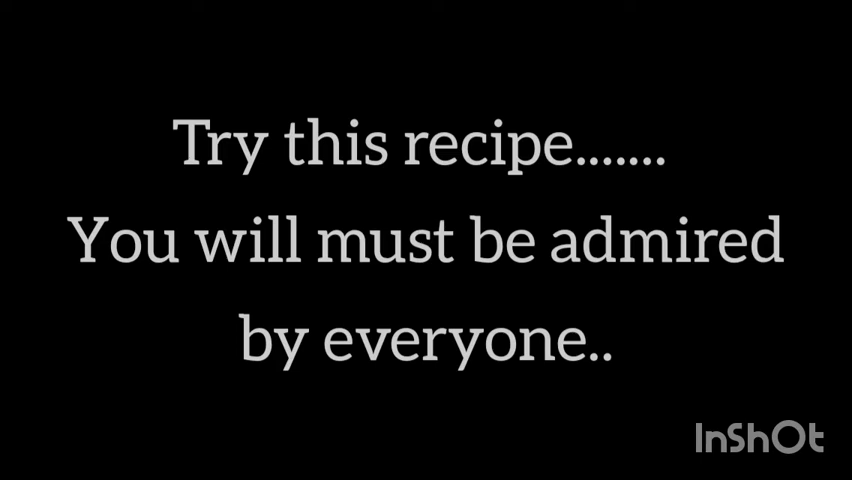 Try this recipe.......
You will must be admired
by everyone..
InShOt